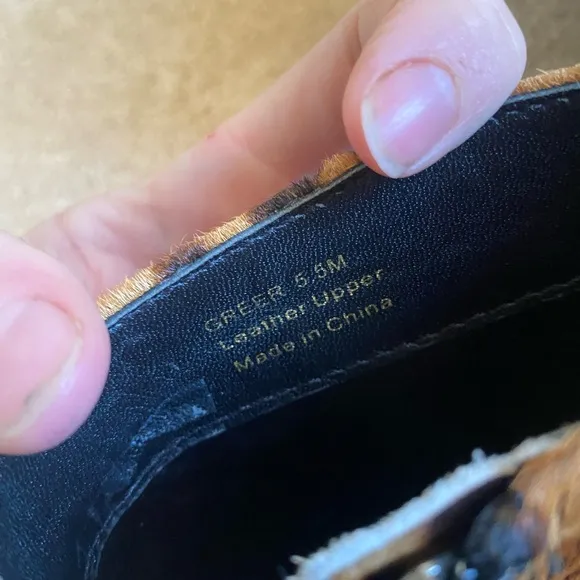 GREER 5.5M
Leather Upper
Made in China